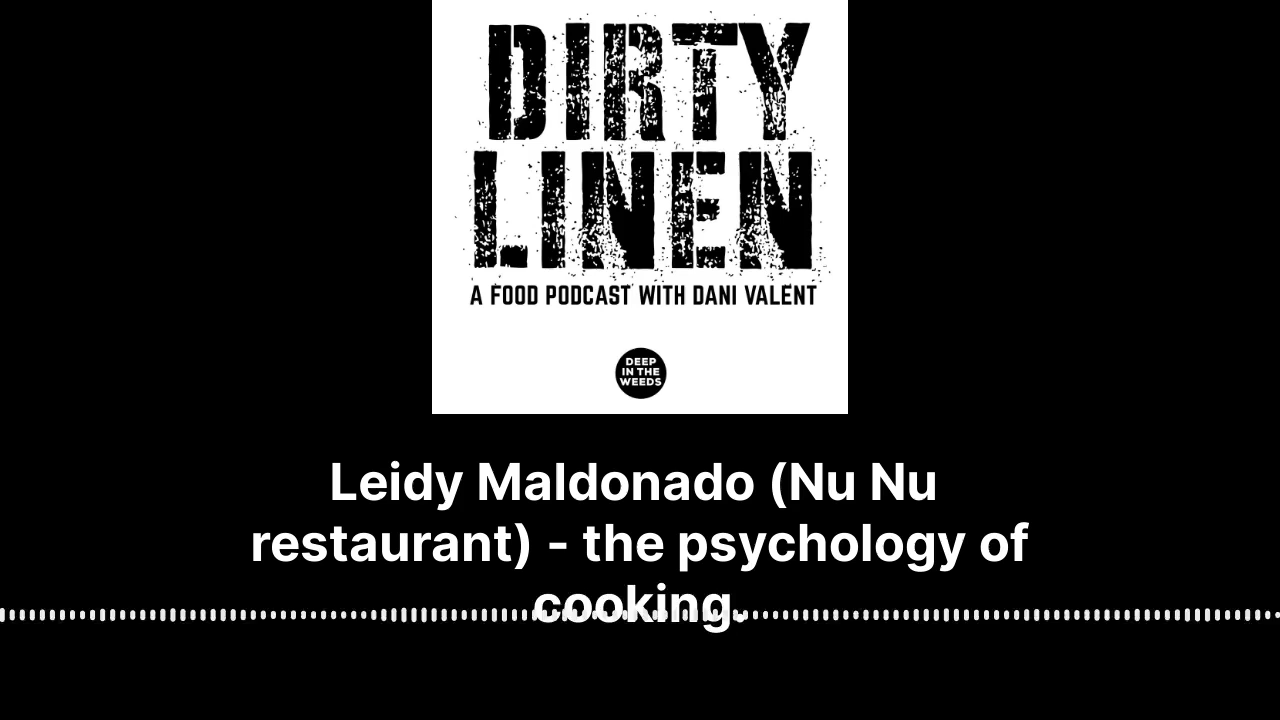 DIRTY
LINEN
A FOOD PODCAST WITH DANI VALENT
DEEP
IN THE
WEEDS
Leidy Maldonado (Nu Nu
restaurant) - the psychology of
cooking.